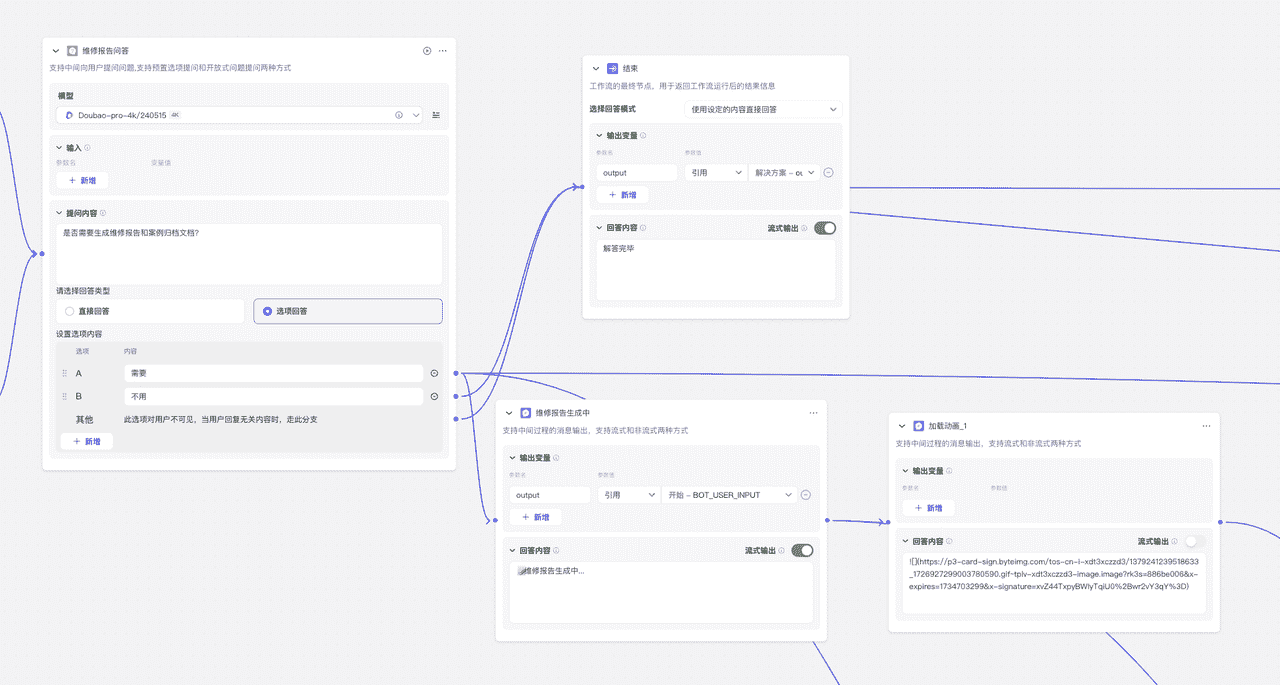 维修报告问答
支持中间向用户提问问题,支持预置选项提问和开放式问题提问两种方式
模型
Doubao-pro-4k/240515 4K
输入
参数名 变量值
+ 新增
提问内容
是否需要生成维修报告和案例归档文档?
请选择回答类型
直接回答 选项回答
设置选项内容
选项 内容
A 需要
B 不用
其他 此选项对用户不可见，当用户回复无关内容时，走此分支
+ 新增
结束
工作流的最终节点，用于返回工作流运行后的结果信息
选择回答模式 使用设定的内容直接回答
输出变量
参数名 参数值
output 引用 解决方案 – ou
+ 新增
回答内容 流式输出
解答完毕
维修报告生成中
支持中间过程的消息输出，支持流式和非流式两种方式
输出变量
参数名 参数值
output 引用 开始 – BOT_USER_INPUT
+ 新增
回答内容 流式输出
维修报告生成中...
加载动画_1
支持中间过程的消息输出，支持流式和非流式两种方式
输出变量
参数名 参数值
+ 新增
回答内容 流式输出
![](https://p3-card-sign.byteimg.com/tos-cn-i-xdt3xczzd3/1379241239518633
_1726927299003780590.gif~tplv-xdt3xczzd3-image.image?rk3s=886be006&x-
expires=1734703299&x-signature=xvZ44TxpyBWlyTqiU0%2Bwr2vY3qY%3D)